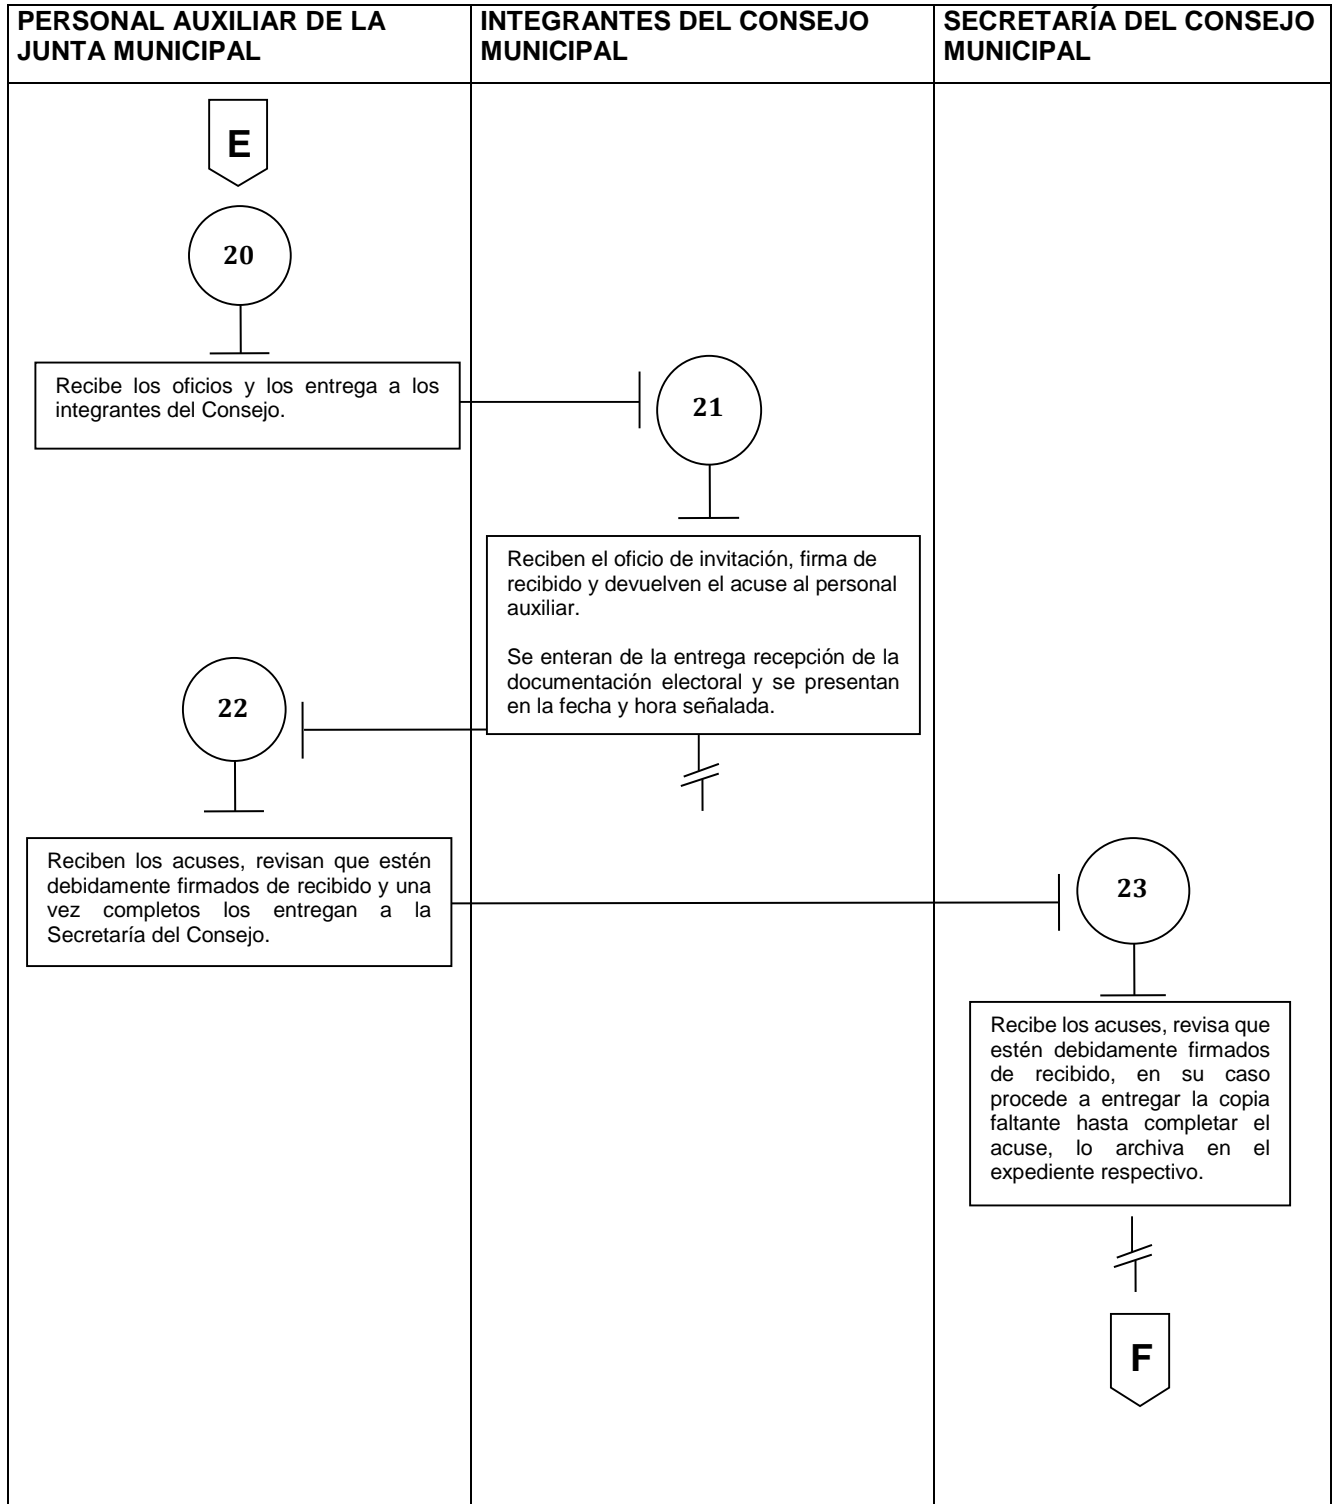 PERSONAL AUXILIAR DE LA
JUNTA MUNICIPAL
INTEGRANTES DEL CONSEJO
MUNICIPAL
SECRETARÍA DEL CONSEJO
MUNICIPAL
E
20
Recibe los oficios y los entrega a los
integrantes del Consejo.
21
Reciben el oficio de invitación, firma de
recibido y devuelven el acuse al personal
auxiliar.
Se enteran de la entrega recepción de la
documentación electoral y se presentan
en la fecha y hora señalada.
22
Reciben los acuses, revisan que estén
debidamente firmados de recibido y una
vez completos los entregan a la
Secretaría del Consejo.
23
Recibe los acuses, revisa que
estén debidamente firmados
de recibido, en su caso
procede a entregar la copia
faltante hasta completar el
acuse, lo archiva en el
expediente respectivo.
F